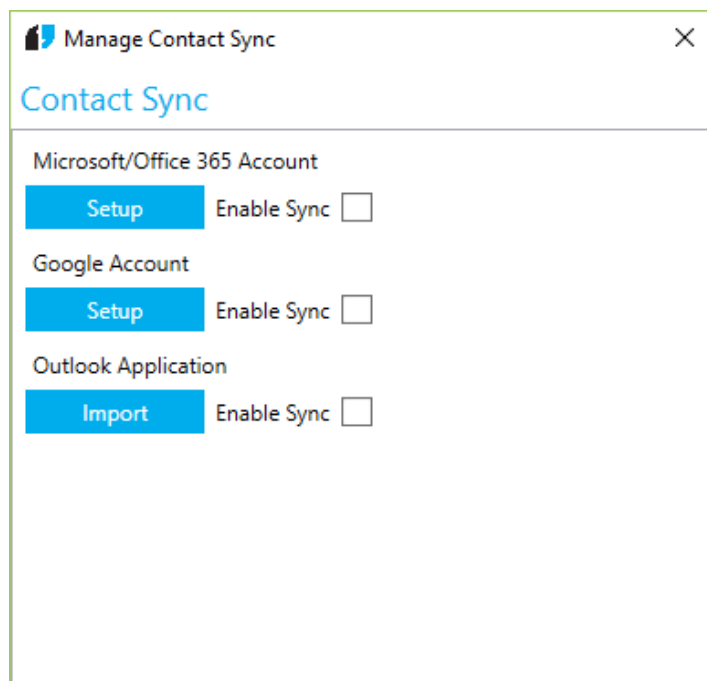 Manage Contact Sync
Contact Sync
Microsoft/Office 365 Account
Setup Enable Sync
Google Account
Setup Enable Sync
Outlook Application
Import Enable Sync